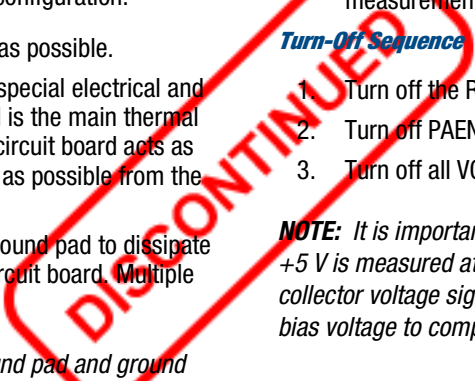 configuration.
as possible.
special electrical and
is the main thermal
circuit board acts as
as possible from the
ound pad to dissipate
rcuit board. Multiple
nd pad and ground
measurement
Turn-Off Sequence
1. Turn off the R
2. Turn off PAEN
3. Turn off all VC
NOTE: It is importan
+5 V is measured at
collector voltage sig
bias voltage to comp
DISCONTINUED